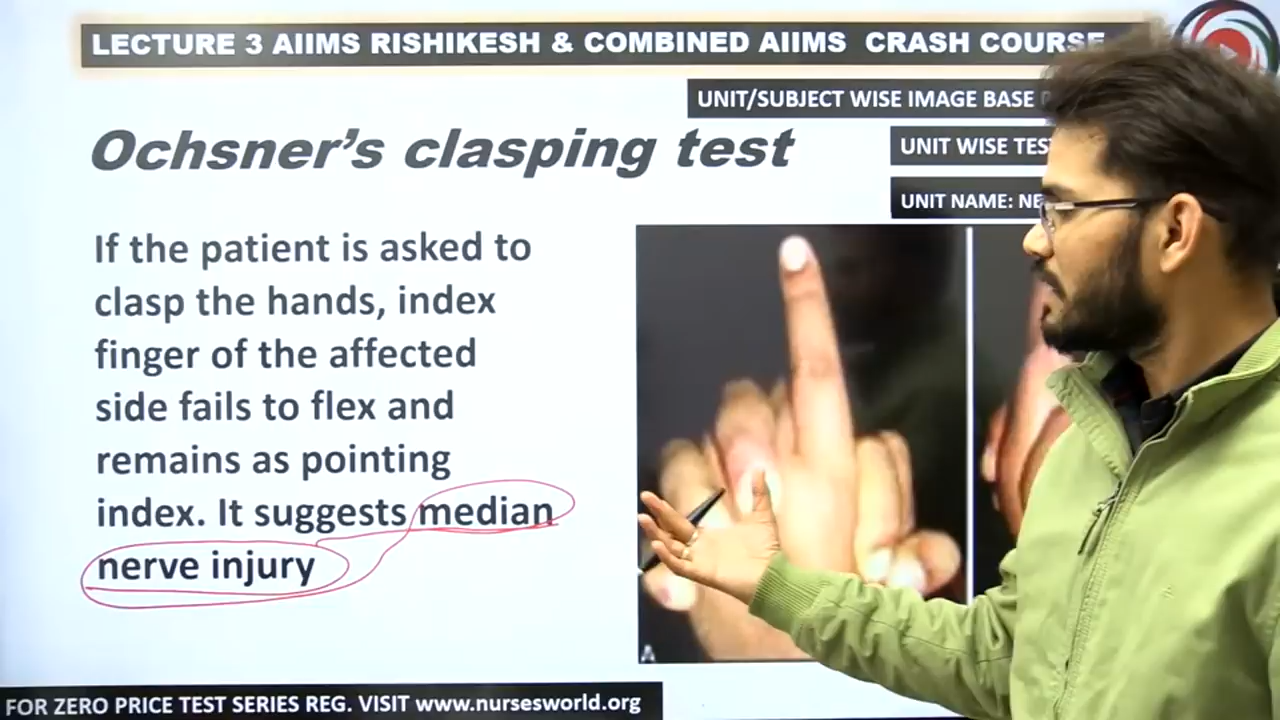 LECTURE 3 AIIMS RISHIKESH & COMBINED AIIMS CRASH COURSE
UNIT/SUBJECT WISE IMAGE BASE
Ochsner's clasping test
UNIT WISE
UNIT NAME:
If the patient is asked to
clasp the hands, index
finger of the affected
side fails to flex and
remains as pointing
index. It suggests median
nerve injury
A
FOR ZERO PRICE TEST SERIES REG. VISIT www.nursesworld.org